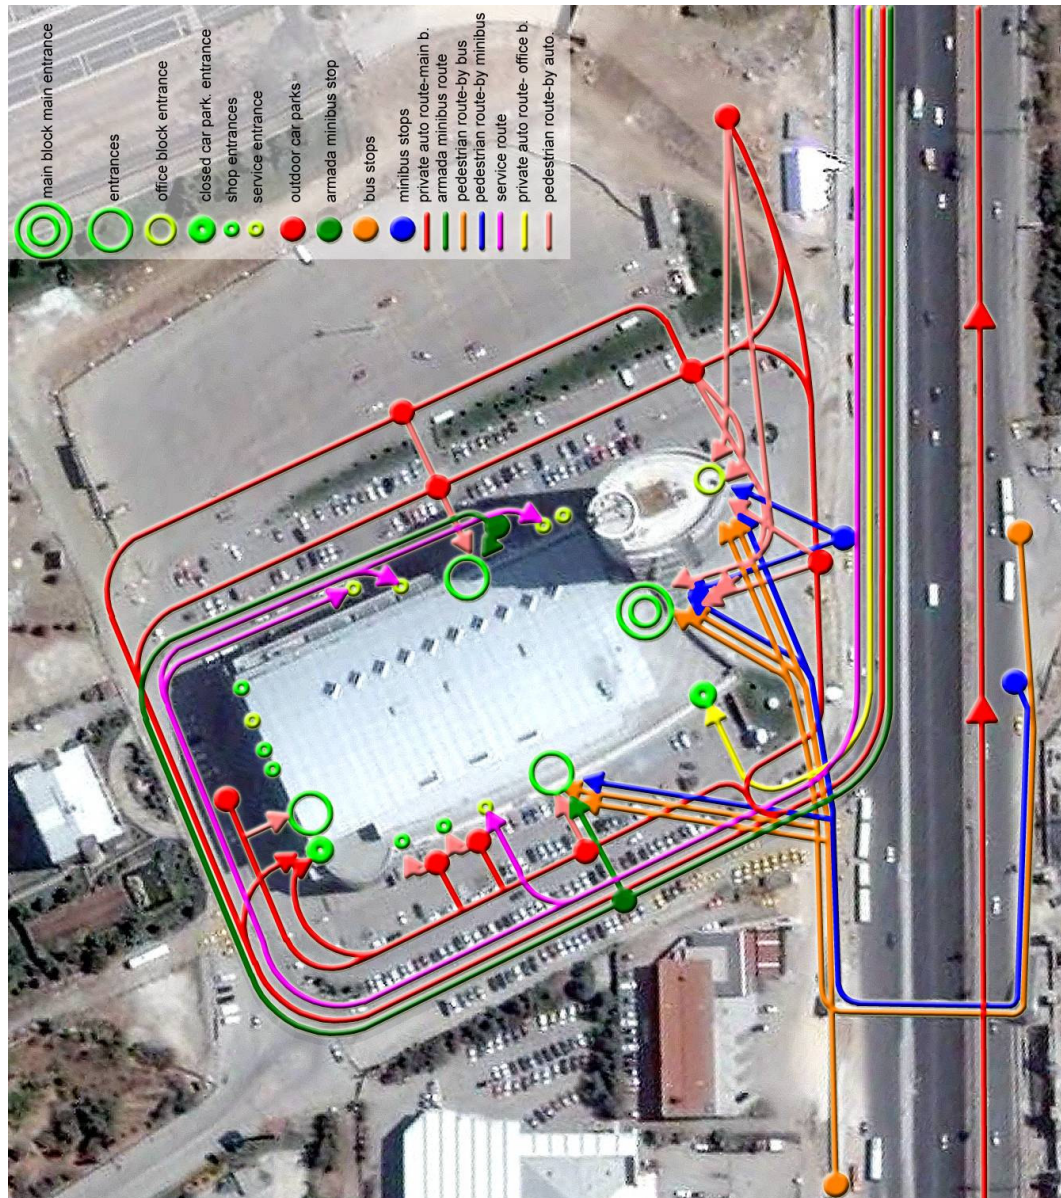 main block main entrance
entrances
office block entrance
closed car park. entrance
shop entrances
service entrance
outdoor car parks
armada minibus stop
bus stops
minibus stops
private auto route-main b.
armada minibus route
pedestrian route-by bus
pedestrian route-by minibus
service route
private auto route- office b.
pedestrian route-by auto.